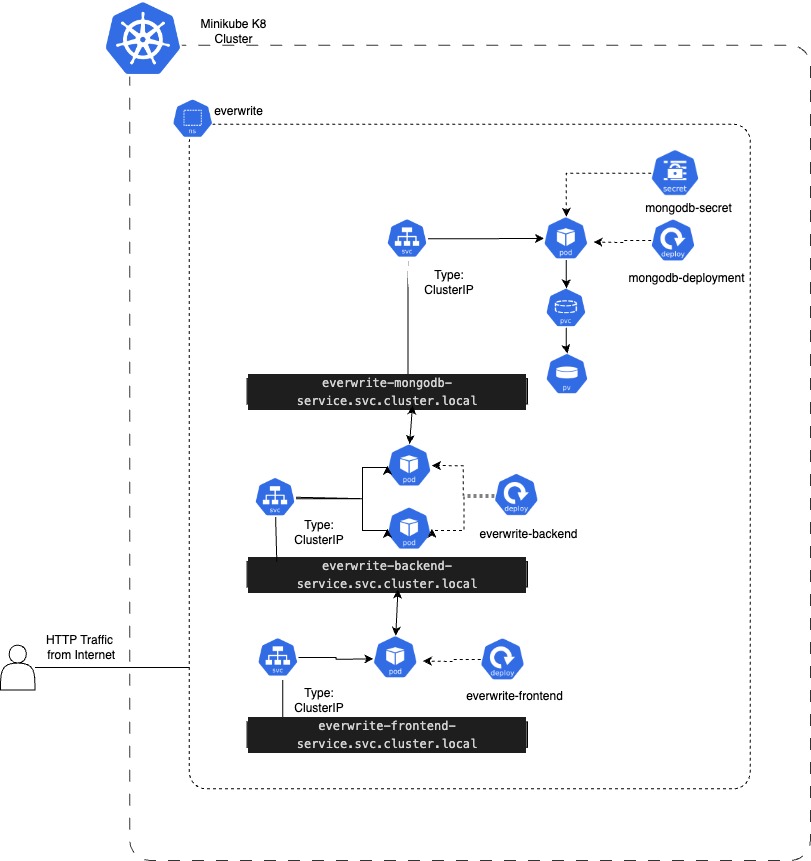 Minikube K8
Cluster
everwrite
ns
secret
mongodb-secret
svc
pod
deploy
Type:
ClusterIP
mongodb-deployment
pvc
pv
everwrite-mongodb-
service.svc.cluster.local
pod
svc
deploy
Type:
ClusterIP
pod
everwrite-backend
everwrite-backend-
service.svc.cluster.local
HTTP Traffic
from Internet
svc
pod
deploy
Type:
ClusterIP
everwrite-frontend
everwrite-frontend-
service.svc.cluster.local